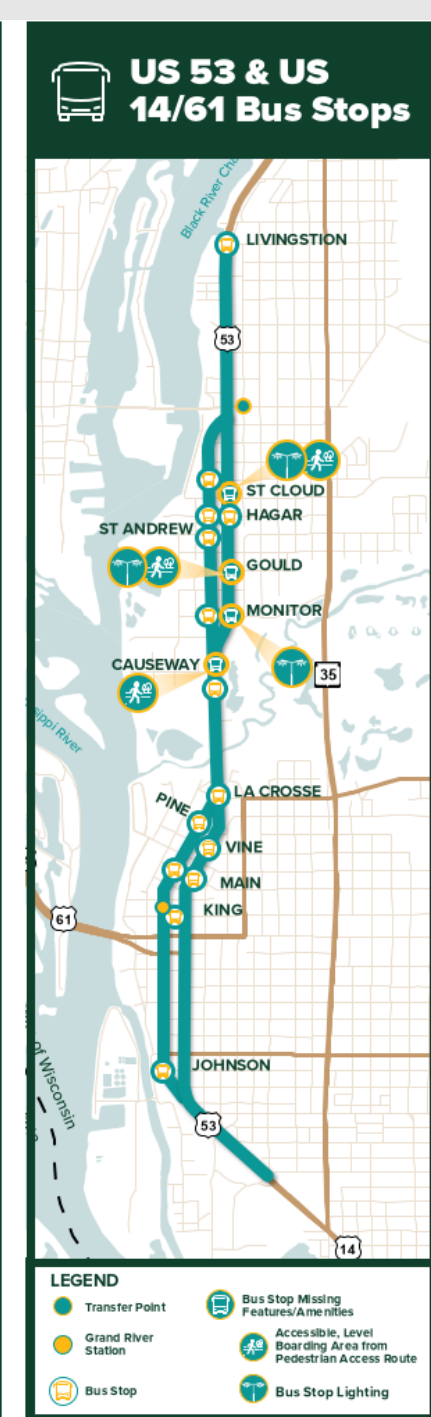 US 53 & US
14/61 Bus Stops
Black River Cha
LIVINGSTION
53
ST CLOUD
HAGAR
ST ANDREW
GOULD
MONITOR
CAUSEWAY
35
sippi River
LA CROSSE
PINE
VINE
MAIN
KING
61
JOHNSON
of Wisconsin
53
14
LEGEND
Transfer Point
Grand River
Station
Bus Stop
Bus Stop Missing
Features/Amenities
Accessible, Level
Boarding Area from
Pedestrian Access Route
Bus Stop Lighting